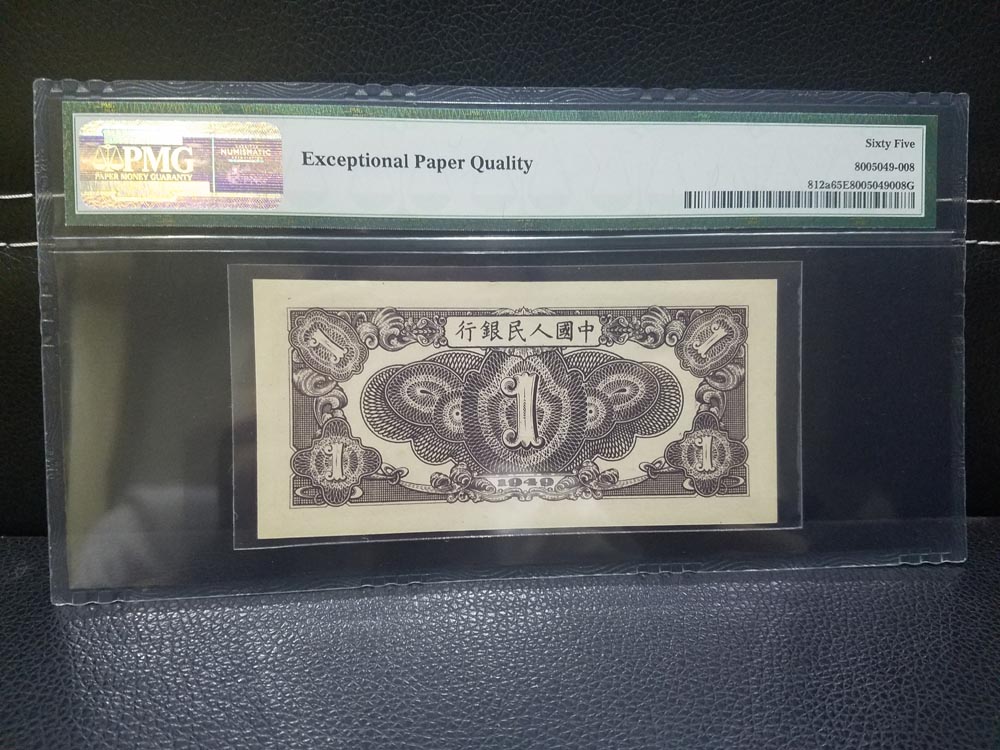 PMG
PAPER MONEY GUARANTY
NUMISMATIC
Exceptional Paper Quality
Sixty Five
8005049-008
812a65E8005049008G
行銀民人國中
1
1
1
1
1
1949